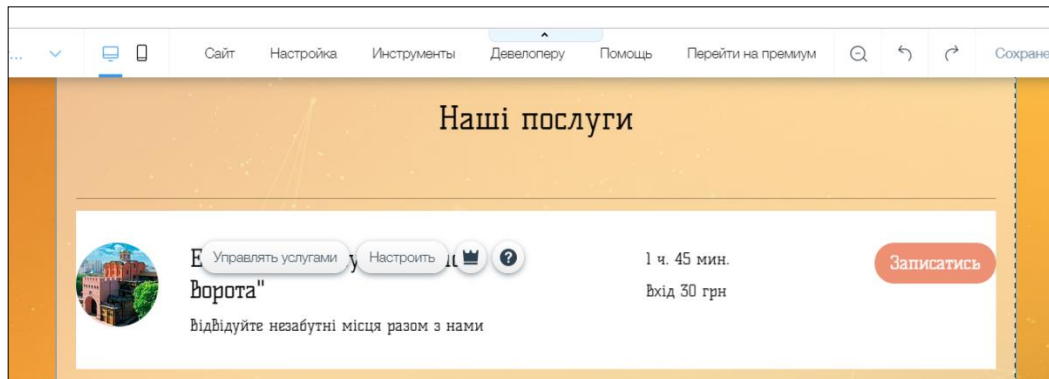 ...
Сайт Настройка Инструменты Девелоперу Помощь Перейти на премиум Сохране
Наші послуги
Управлять услугами Настроить ?
Ворота"
Відвідуйте незабутні місця разом з нами
1 ч. 45 мин.
Вхід 30 грн
Записатись